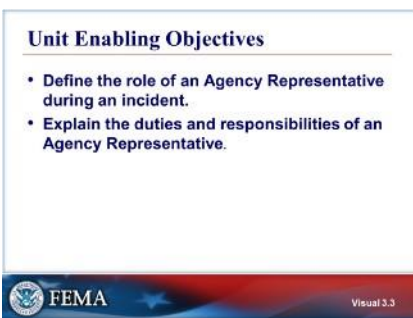 Unit Enabling Objectives
• Define the role of an Agency Representative
during an incident.
• Explain the duties and responsibilities of an
Agency Representative.
FEMA
Visual 3.3